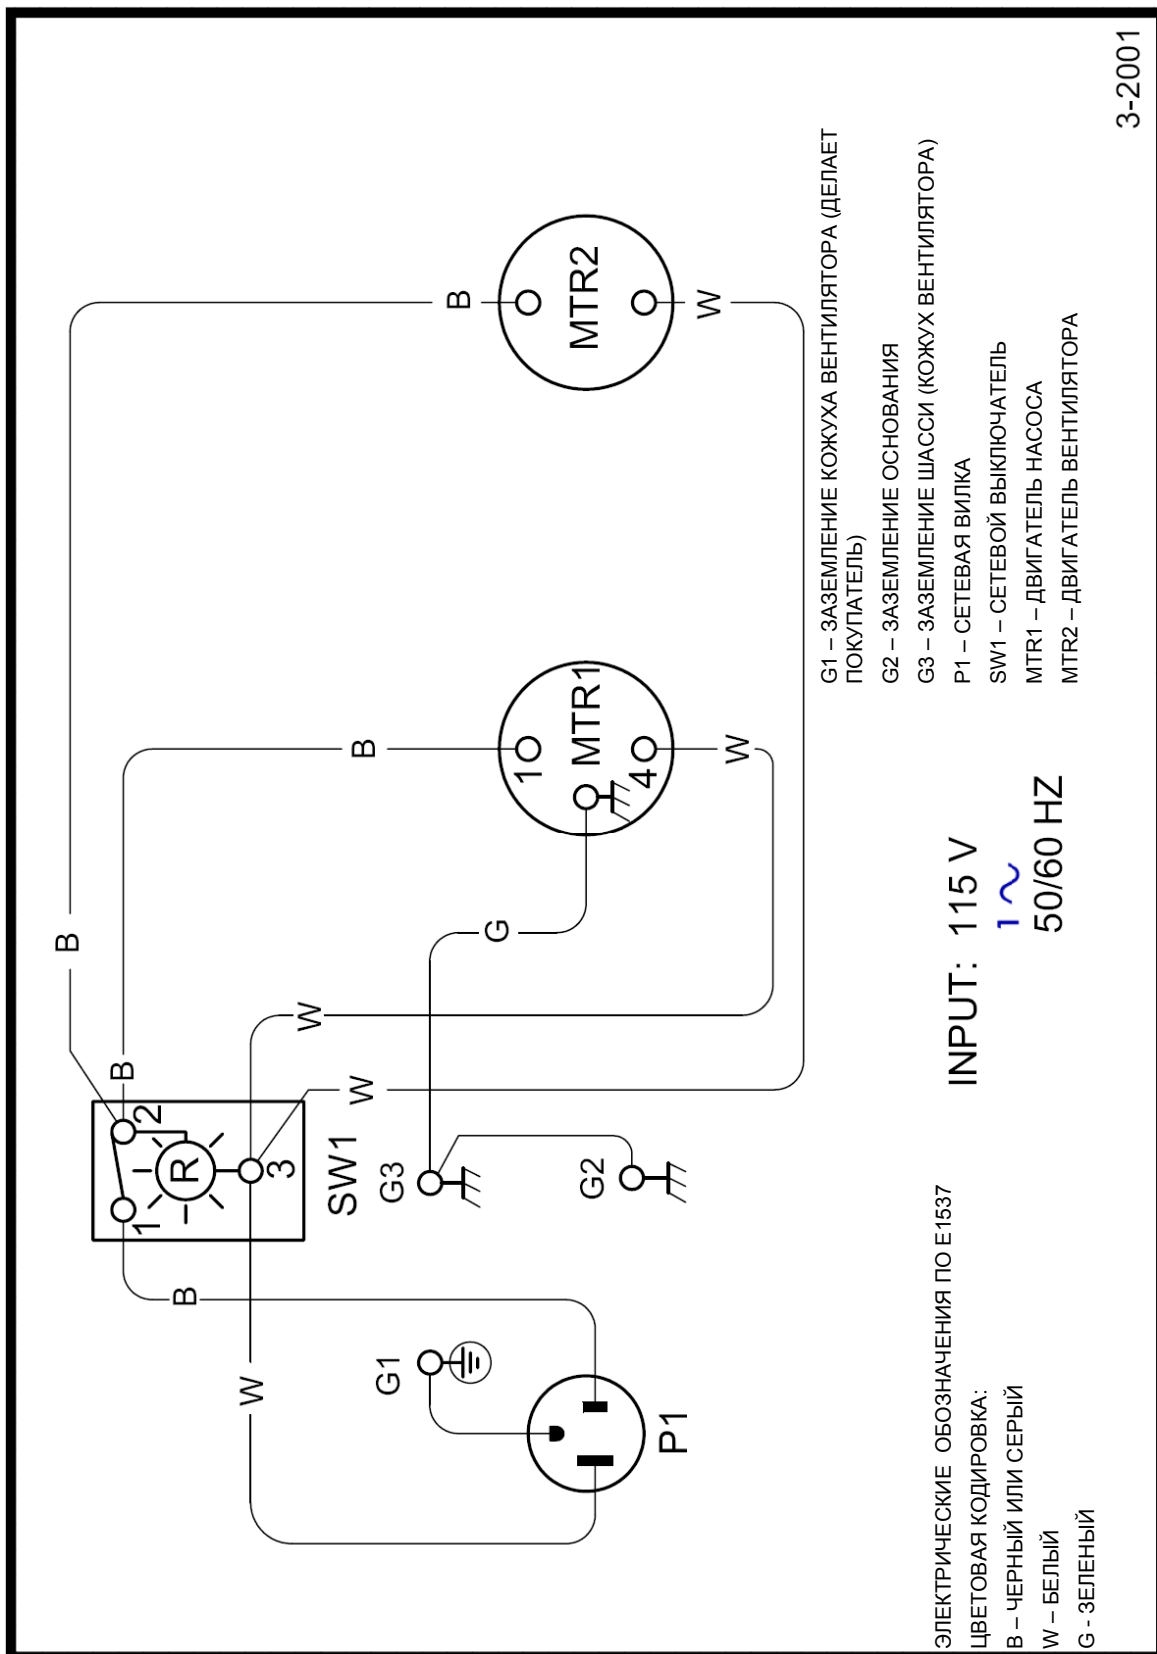 B
B
B
B
B
W
W
W
W
W
B
B
G
1
2
3
R
SW1
G1
G2
G3
P1
1
4
MTR1
MTR2
ЭЛЕКТРИЧЕСКИЕ ОБОЗНАЧЕНИЯ ПО E1537
ЦВЕТОВАЯ КОДИРОВКА:
B – ЧЕРНЫЙ ИЛИ СЕРЫЙ
W – БЕЛЫЙ
G - ЗЕЛЕНЫЙ
INPUT: 115 V
1 ~
50/60 HZ
G1 – ЗАЗЕМЛЕНИЕ КОЖУХА ВЕНТИЛЯТОРА (ДЕЛАЕТ
ПОКУПАТЕЛЬ)
G2 – ЗАЗЕМЛЕНИЕ ОСНОВАНИЯ
G3 – ЗАЗЕМЛЕНИЕ ШАССИ (КОЖУХ ВЕНТИЛЯТОРА)
P1 – СЕТЕВАЯ ВИЛКА
SW1 – СЕТЕВОЙ ВЫКЛЮЧАТЕЛЬ
MTR1 – ДВИГАТЕЛЬ НАСОСА
MTR2 – ДВИГАТЕЛЬ ВЕНТИЛЯТОРА
3-2001